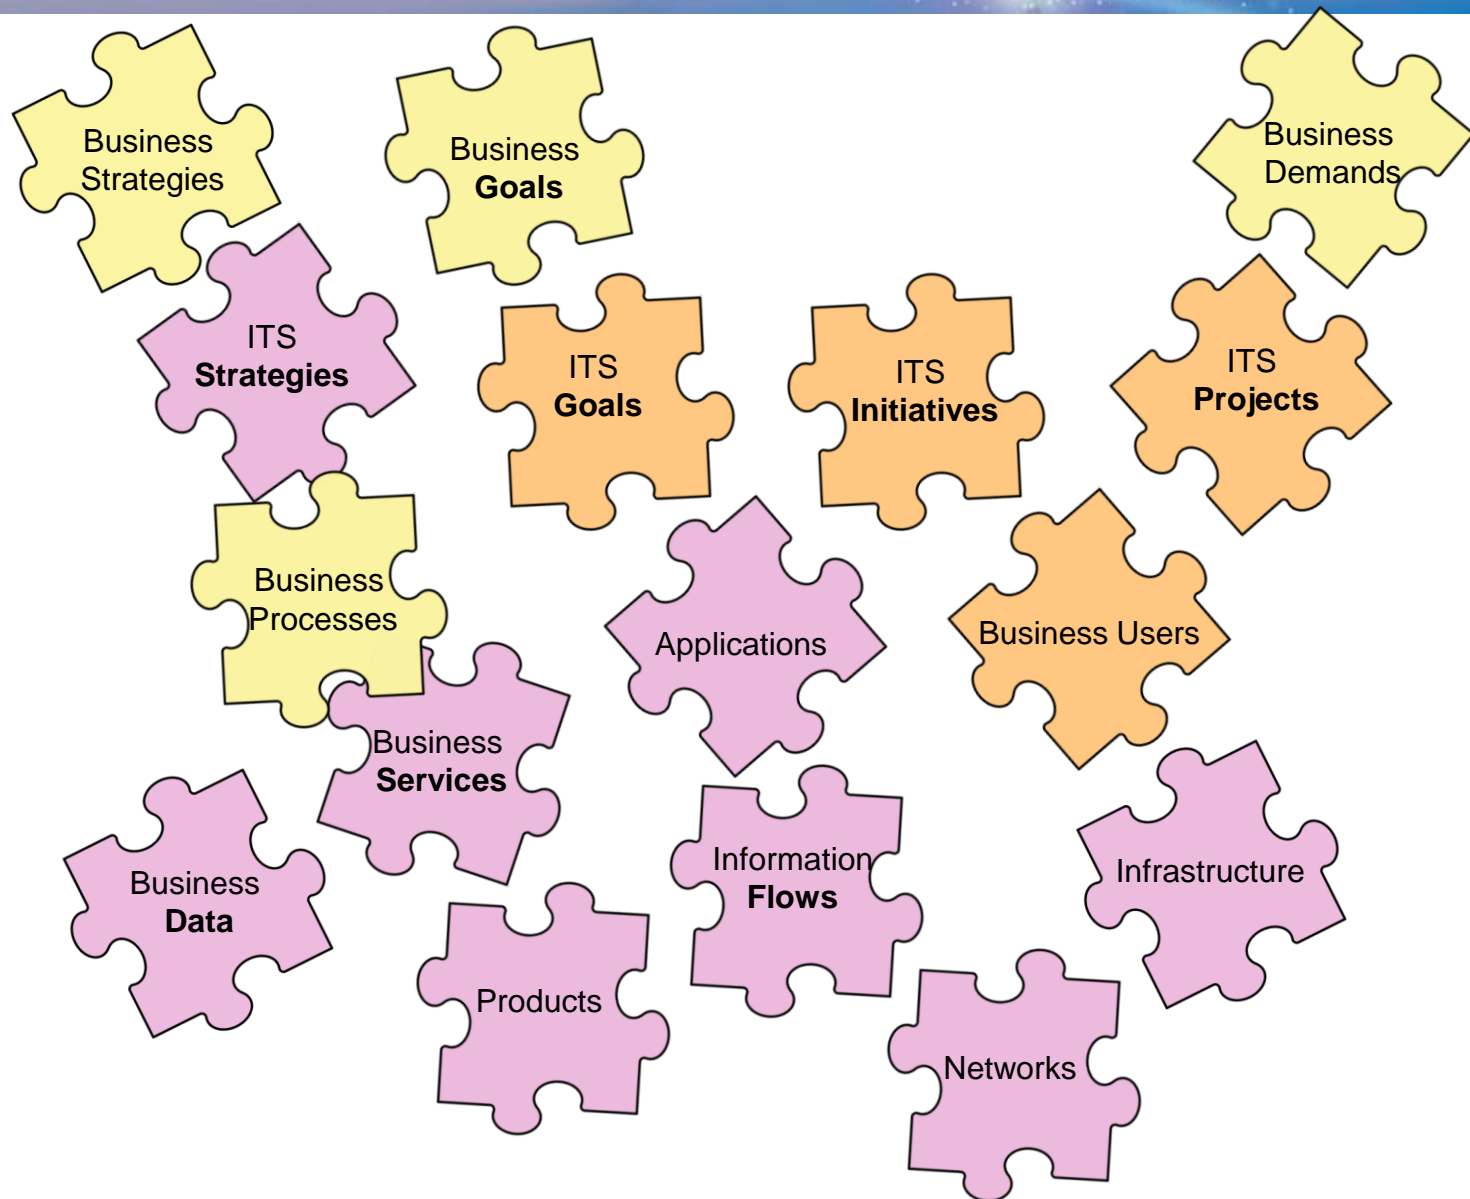 Business
Strategies
Business
Goals
Business
Demands
ITS
Strategies
ITS
Goals
ITS
Initiatives
ITS
Projects
Business
Processes
Applications
Business Users
Business
Services
Business
Data
Information
Flows
Infrastructure
Products
Networks